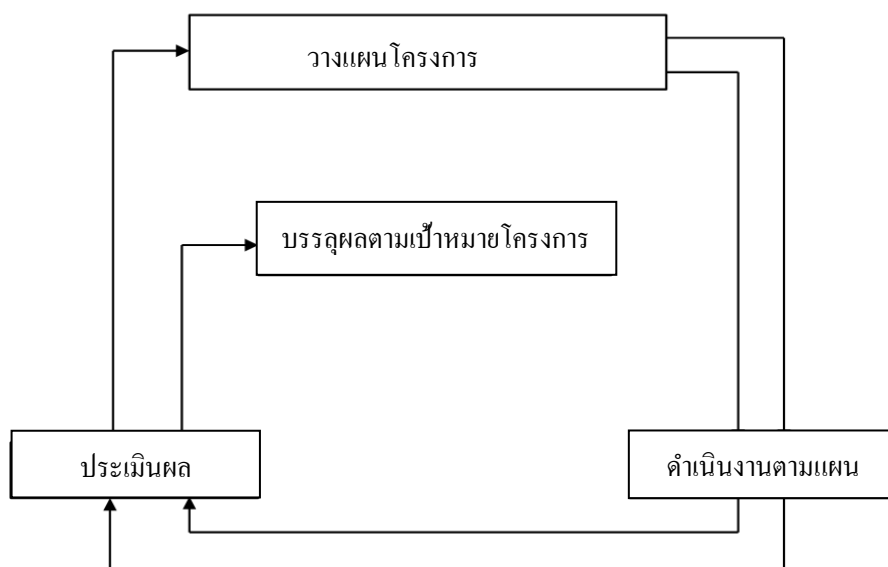 วางแผนโครงการ
บรรลุผลตามเป้าหมายโครงการ
ประเมินผล
ดำเนินงานตามแผน